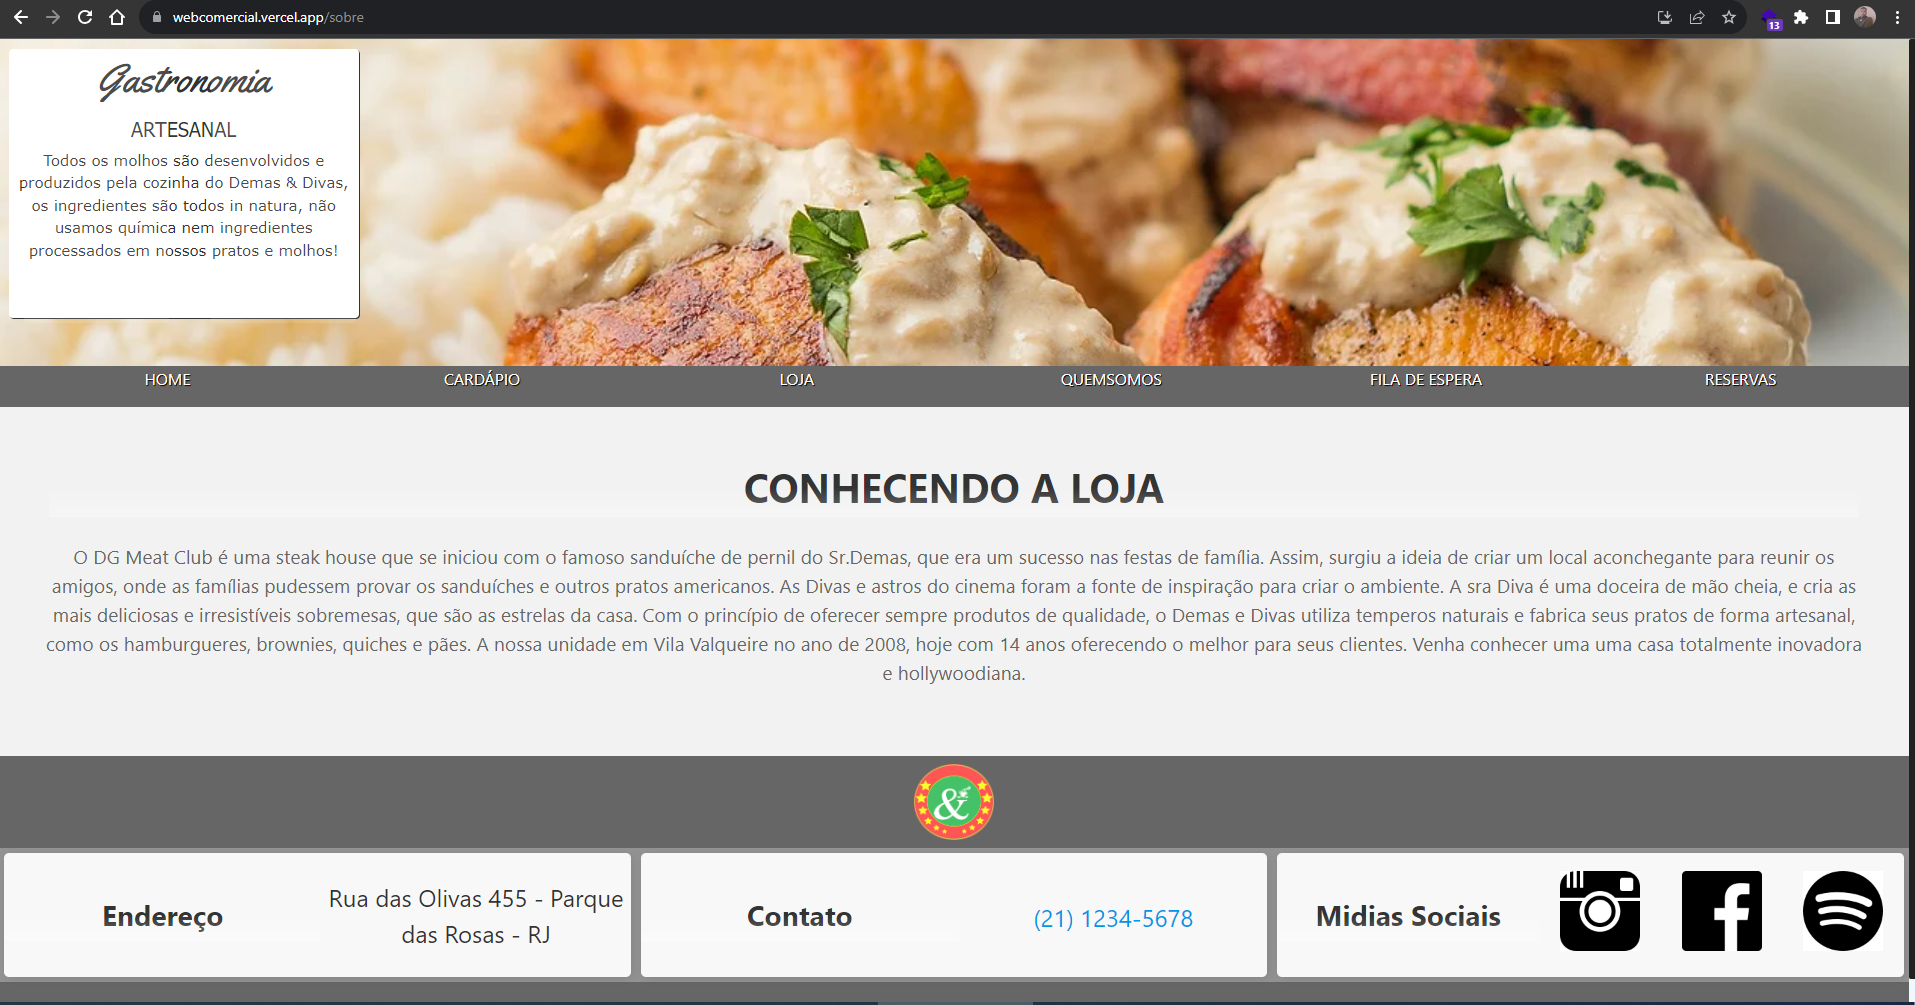 webcomercial.vercel.app/sobre
13
Gastronomia
ARTESANAL
Todos os molhos são desenvolvidos e
produzidos pela cozinha do Demas & Divas,
os ingredientes são todos in natura, não
usamos química nem ingredientes
processados em nossos pratos e molhos!
HOME CARDÁPIO LOJA QUEMSOMOS FILA DE ESPERA RESERVAS
CONHECENDO A LOJA
O DG Meat Club é uma steak house que se iniciou com o famoso sanduíche de pernil do Sr.Demas, que era um sucesso nas festas de família. Assim, surgiu a ideia de criar um local aconchegante para reunir os
amigos, onde as famílias pudessem provar os sanduíches e outros pratos americanos. As Divas e astros do cinema foram a fonte de inspiração para criar o ambiente. A sra Diva é uma doceira de mão cheia, e cria as
mais deliciosas e irresistíveis sobremesas, que são as estrelas da casa. Com o princípio de oferecer sempre produtos de qualidade, o Demas e Divas utiliza temperos naturais e fabrica seus pratos de forma artesanal,
como os hamburgueres, brownies, quiches e pães. A nossa unidade em Vila Valqueire no ano de 2008, hoje com 14 anos oferecendo o melhor para seus clientes. Venha conhecer uma uma casa totalmente inovadora
e hollywoodiana.
&
Endereço
Rua das Olivas 455 - Parque
das Rosas - RJ
Contato
(21) 1234-5678
Midias Sociais